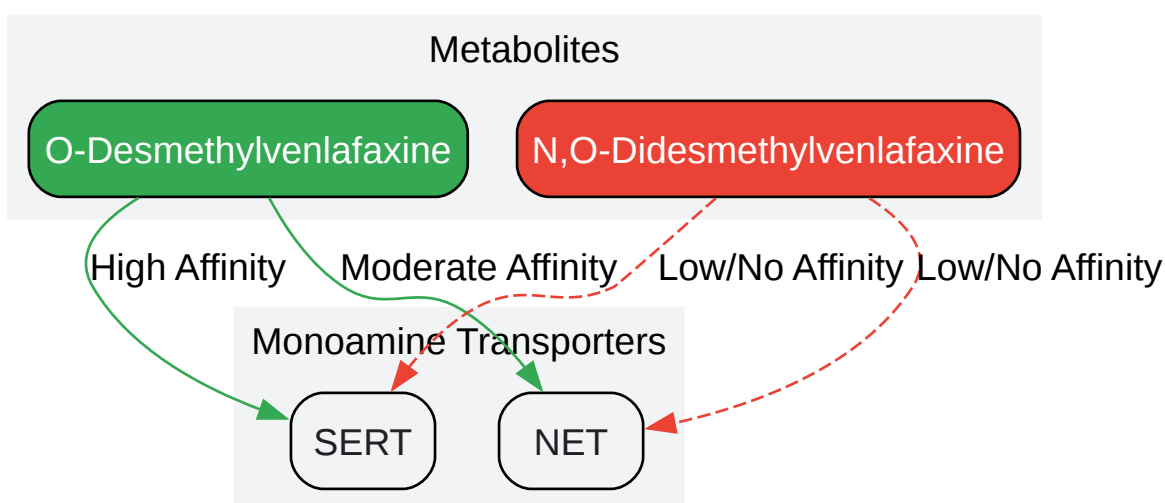 Metabolites
O-Desmethylvenlafaxine
N,O-Didesmethylvenlafaxine
High Affinity
Moderate Affinity
Low/No Affinity
Low/No Affinity
Monoamine Transporters
SERT
NET